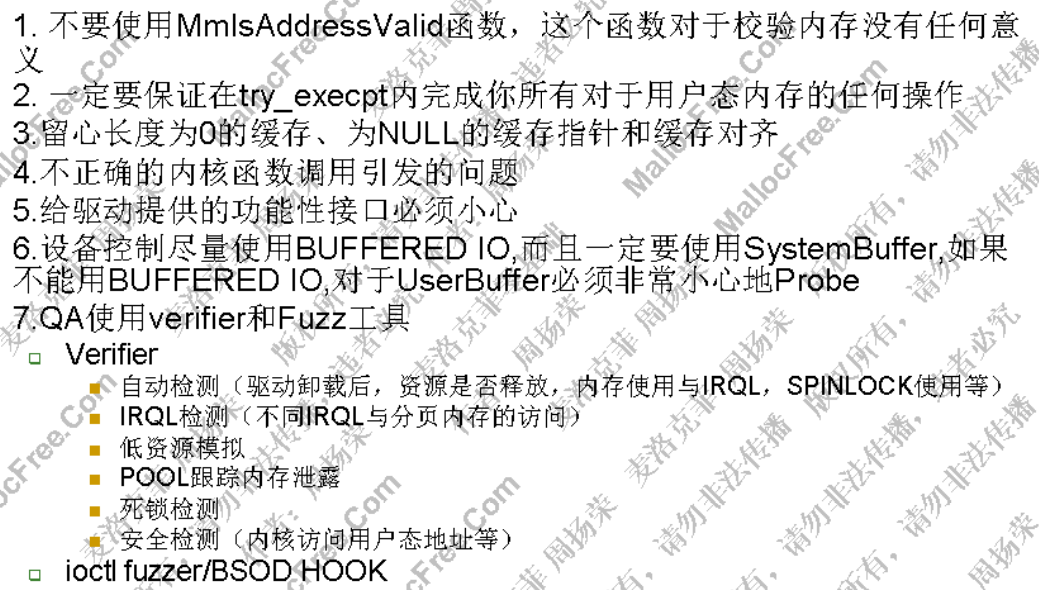 1. 不要使用MmIsAddressValid函数，这个函数对于校验内存没有任何意
义
2. 一定要保证在try_execpt内完成你所有对于用户态内存的任何操作
3.留心长度为0的缓存、为NULL的缓存指针和缓存对齐
4.不正确的内核函数调用引发的问题
5.给驱动提供的功能性接口必须小心
6.设备控制尽量使用BUFFERED IO,而且一定要使用SystemBuffer,如果
不能用BUFFERED IO,对于UserBuffer必须非常小心地Probe
7.QA使用verifier和Fuzz工具
Verifier
自动检测（驱动卸载后，资源是否释放，内存使用与IRQL，SPINLOCK使用等）
IRQL检测（不同IRQL与分页内存的访问）
低资源模拟
POOL跟踪内存泄露
死锁检测
安全检测（内核访问用户态地址等）
ioctl fuzzer/BSOD HOOK